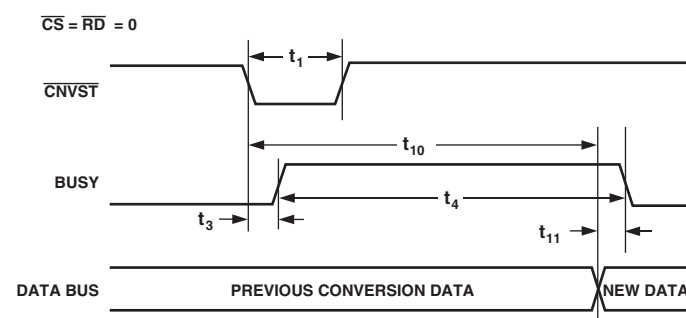 CS = RD = 0
t1
CNVST
t10
BUSY
t4
t3
t11
DATA BUS PREVIOUS CONVERSION DATA NEW DATA